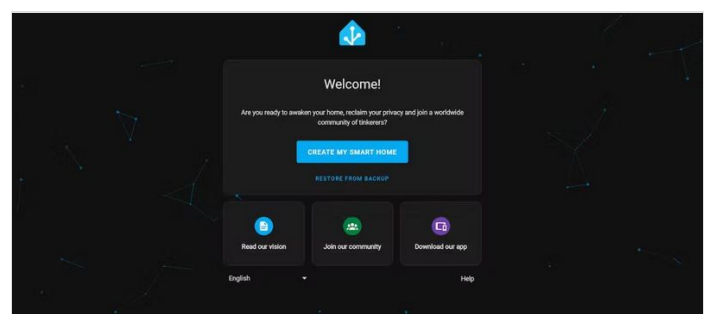 Welcome!
Are you ready to awaken your home, reclaim your privacy and join a worldwide
community of tinkerers?
CREATE MY SMART HOME
RESTORE FROM BACKUP
Read our vision
Join our community
Download our app
English
Help